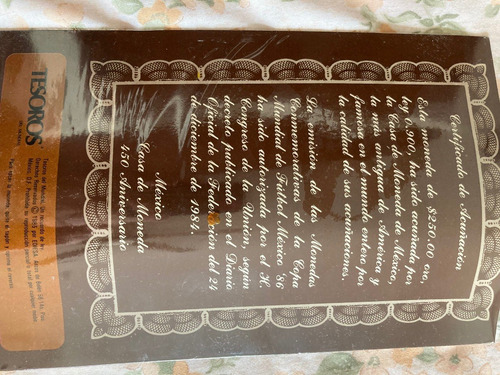 Certificado de Acuñación
Esta moneda de $250.00 oro,
ley 0.900, ha sido acuñada por
la Casa de Moneda de México,
la más antigua de América y
famosa en el mundo entero por
la calidad de sus acuñaciones.
La emisión de las Monedas
Conmemorativas de la Copa
Mundial de Fútbol México '86
ha sido autorizada por el H.
Congreso de la Unión, según
decreto publicado en el Diario
Oficial de la Federación del 24
de diciembre de 1984.
México
Casa de Moneda
450 Aniversario
TESOROS